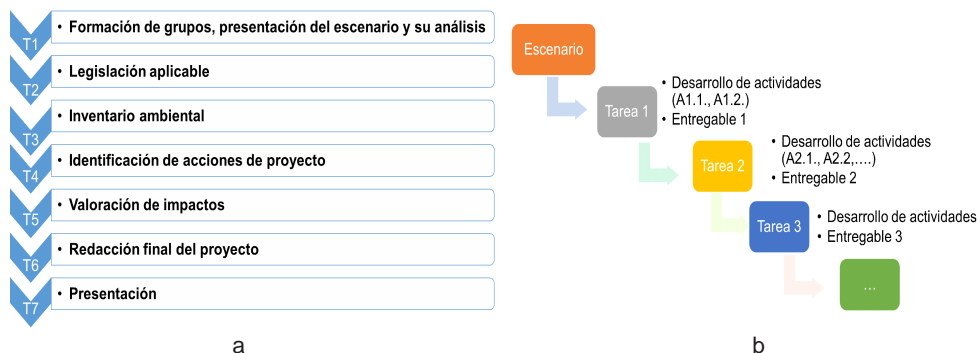 T1
• Formación de grupos, presentación del escenario y su análisis
T2
• Legislación aplicable
T3
• Inventario ambiental
T4
• Identificación de acciones de proyecto
T5
• Valoración de impactos
T6
• Redacción final del proyecto
T7
• Presentación
a
Escenario
Tarea 1
• Desarrollo de actividades
(A1.1., A1.2.)
• Entregable 1
Tarea 2
• Desarrollo de actividades
(A2.1., A2.2,....)
• Entregable 2
Tarea 3
• Desarrollo de actividades
• Entregable 3
...
b